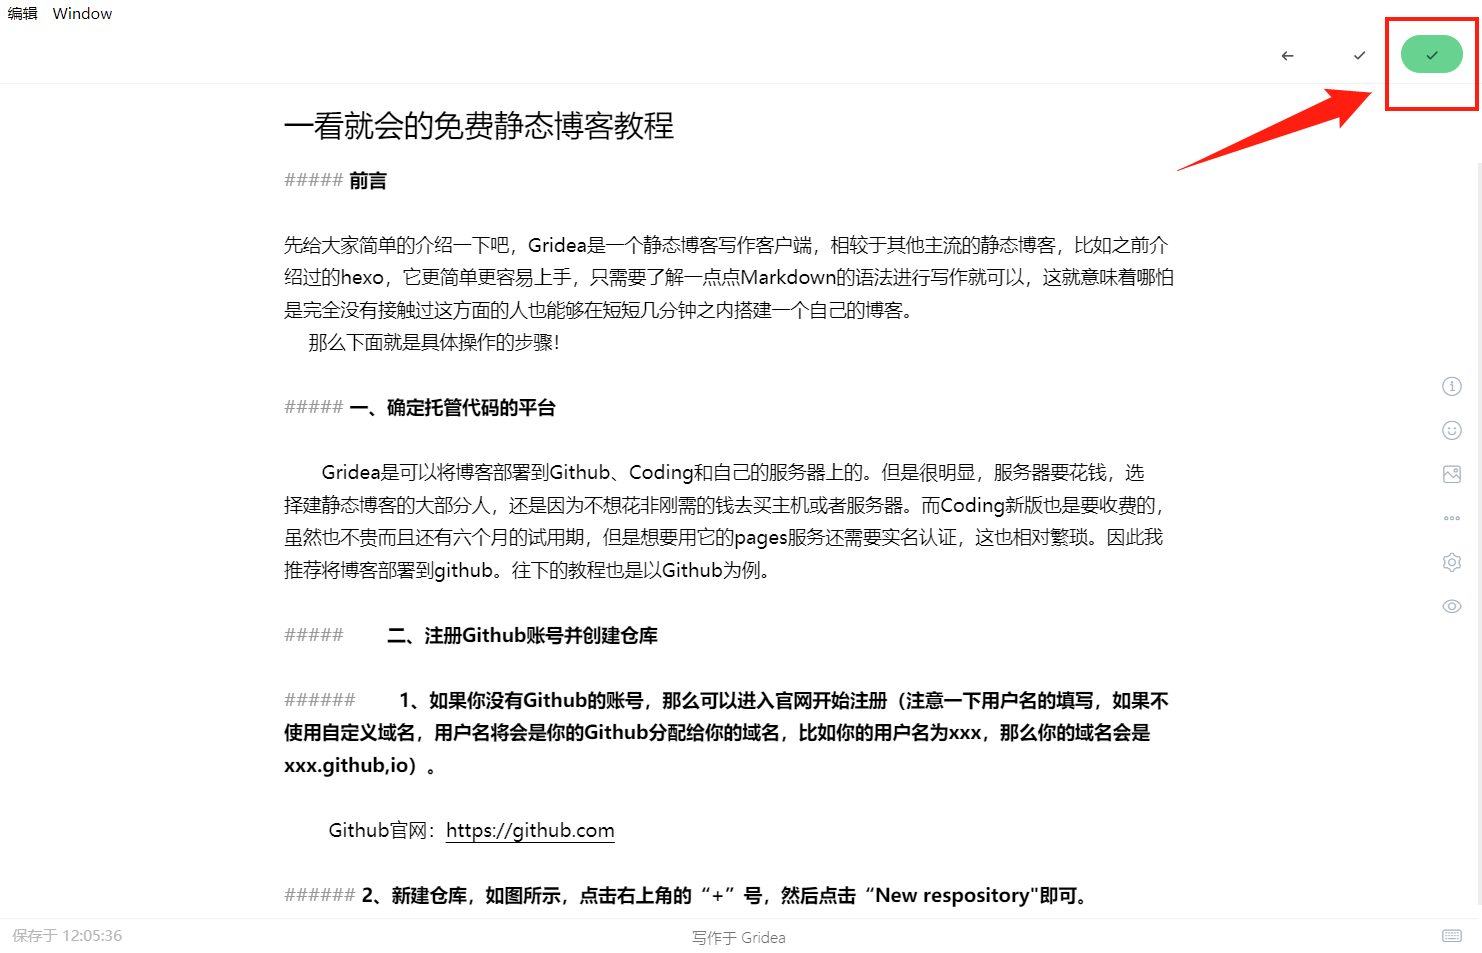 编辑 Window
一看就会的免费静态博客教程
##### 前言
先给大家简单的介绍一下吧，Gridea是一个静态博客写作客户端，相较于其他主流的静态博客，比如之前介
绍过的hexo，它更简单更容易上手，只需要了解一点点Markdown的语法进行写作就可以，这就意味着哪怕
是完全没有接触过这方面的人也能够在短短几分钟之内搭建一个自己的博客。
那么下面就是具体操作的步骤！
##### 一、确定托管代码的平台
Gridea是可以将博客部署到Github、Coding和自己的服务器上的。但是很明显，服务器要花钱，选
择建静态博客的大部分人，还是因为不想花非刚需的钱去买主机或者服务器。而Coding新版也是要收费的，
虽然也不贵而且还有六个月的试用期，但是想要用它的pages服务还需要实名认证，这也相对繁琐。因此我
推荐将博客部署到github。往下的教程也是以Github为例。
##### 二、注册Github账号并创建仓库
###### 1、如果你没有Github的账号，那么可以进入官网开始注册（注意一下用户名的填写，如果不
使用自定义域名，用户名将会是你的Github分配给你的域名，比如你的用户名为xxx，那么你的域名会是
xxx.github,io）。
Github官网：https://github.com
###### 2、新建仓库，如图所示，点击右上角的“+”号，然后点击“New respository"即可。
保存于 12:05:36
写作于 Gridea